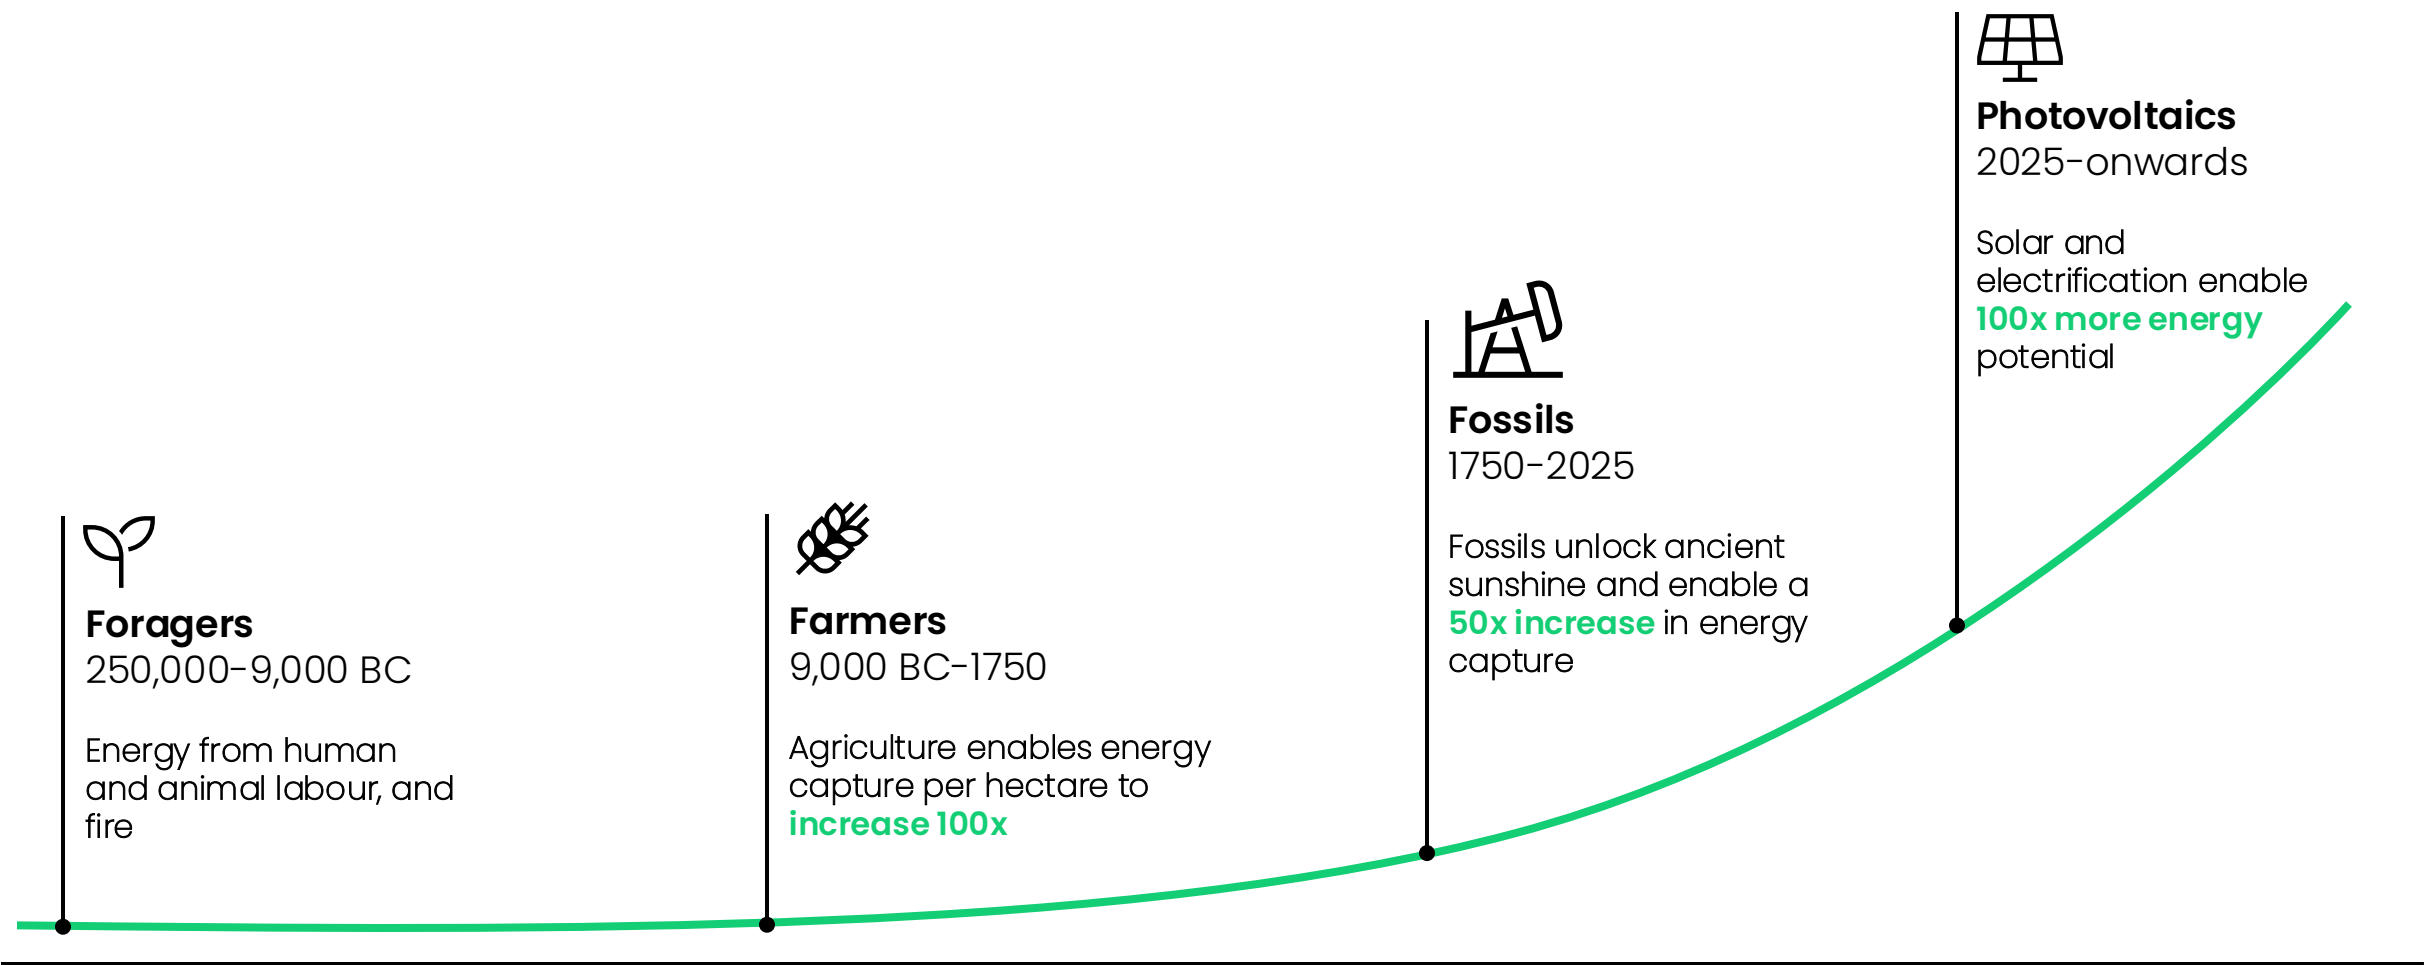 Foragers
250,000-9,000 BC
Energy from human
and animal labour, and
fire
Farmers
9,000 BC-1750
Agriculture enables energy
capture per hectare to
increase 100x
Fossils
1750-2025
Fossils unlock ancient
sunshine and enable a
50x increase in energy
capture
Photovoltaics
2025-onwards
Solar and
electrification enable
100x more energy
potential